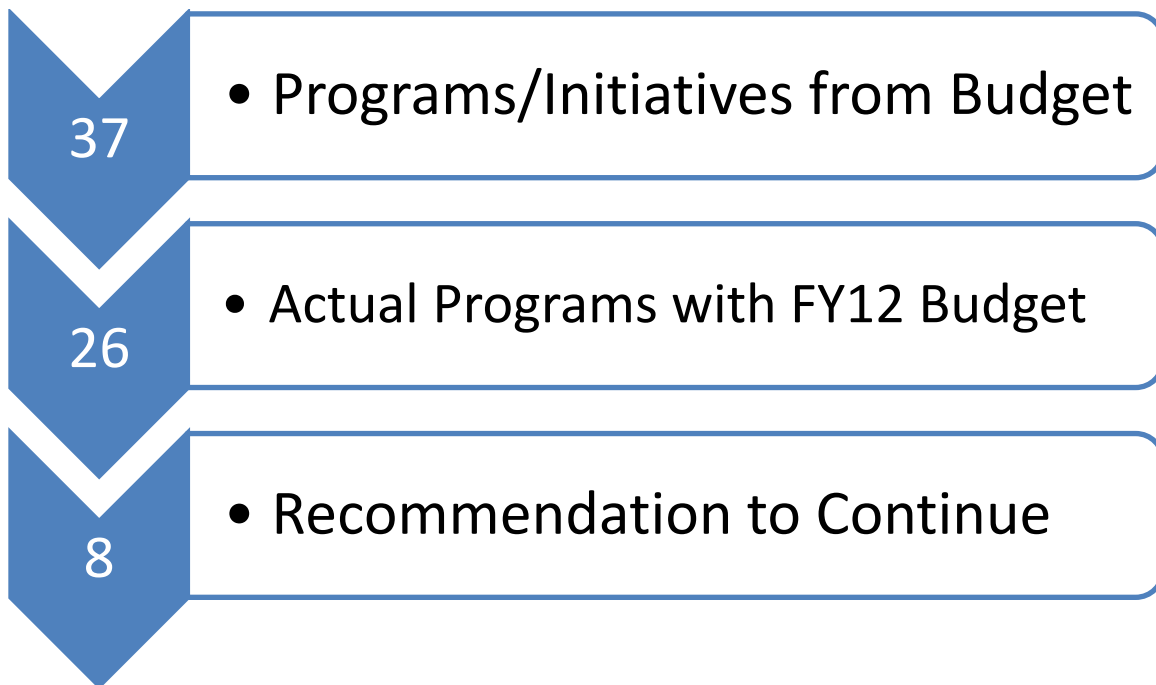 37
• Programs/Initiatives from Budget
26
• Actual Programs with FY12 Budget
8
• Recommendation to Continue